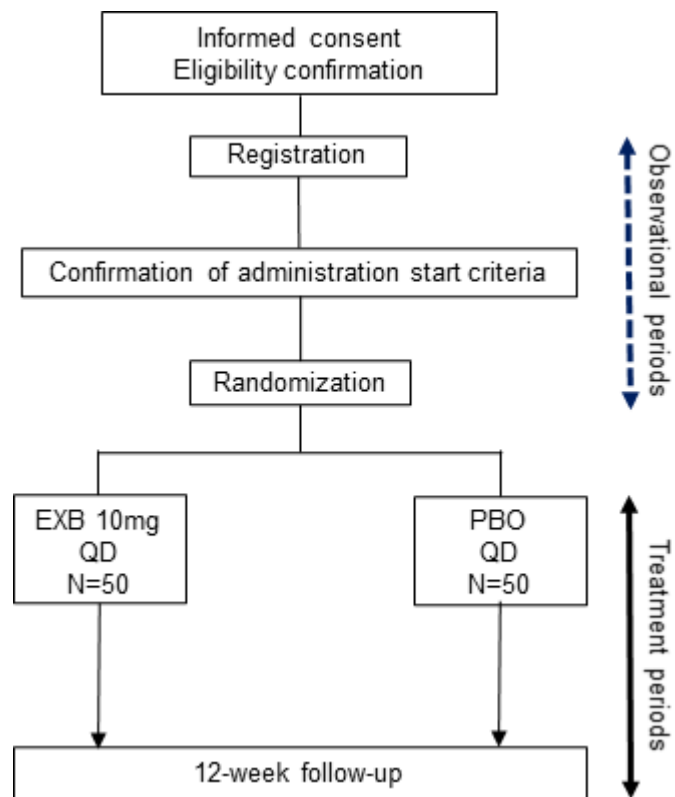 Informed consent
Eligibility confirmation
Registration
Observational periods
Confirmation of administration start criteria
Randomization
EXB 10mg
QD
N=50
PBO
QD
N=50
Treatment periods
12-week follow-up